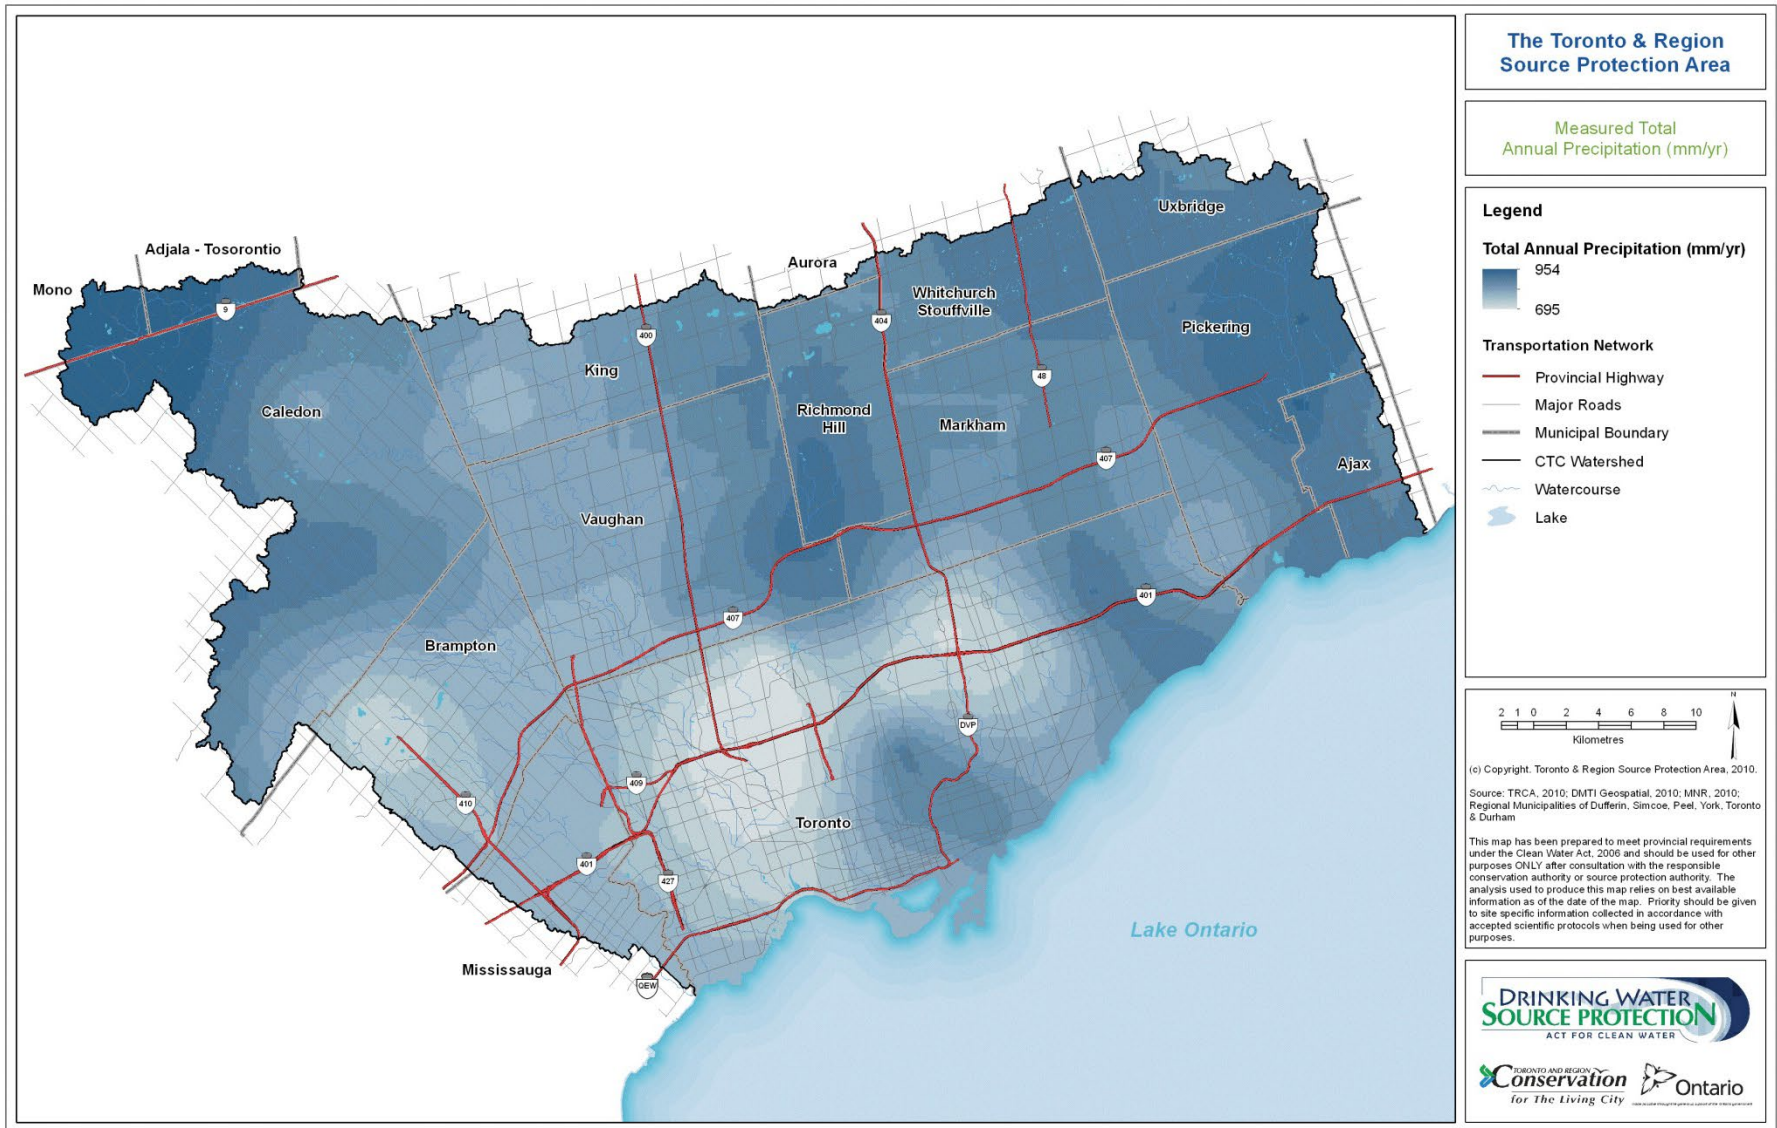 The Toronto & Region
Source Protection Area
Measured Total
Annual Precipitation (mm/yr)
Legend
Total Annual Precipitation (mm/yr)
954
695
Transportation Network
Provincial Highway
Major Roads
Municipal Boundary
CTC Watershed
Watercourse
Lake
Uxbridge
Adjala - Tosorontio
Aurora
Mono
Whitchurch
Stouffville
9
404
400
Pickering
King
48
Caledon
Richmond
Hill
Markham
407
Ajax
Vaughan
401
407
Brampton
DVP
409
410
Toronto
401
427
Lake Ontario
Mississauga
QEW
N
2 1 0 2 4 6 8 10
Kilometres
(c) Copyright. Toronto & Region Source Protection Area, 2010.
Source: TRCA, 2010; DMTI Geospatial, 2010; MNR, 2010;
Regional Municipalities of Dufferin, Simcoe, Peel, York, Toronto
& Durham
This map has been prepared to meet provincial requirements
under the Clean Water Act, 2006 and should be used for other
purposes ONLY after consultation with the responsible
conservation authority or source protection authority. The
analysis used to produce this map relies on best available
information as of the date of the map. Priority should be given
to site specific information collected in accordance with
accepted scientific protocols when being used for other
purposes.
DRINKING WATER
SOURCE PROTECTION
ACT FOR CLEAN WATER
TORONTO AND REGION
Conservation
for The Living City
Ontario